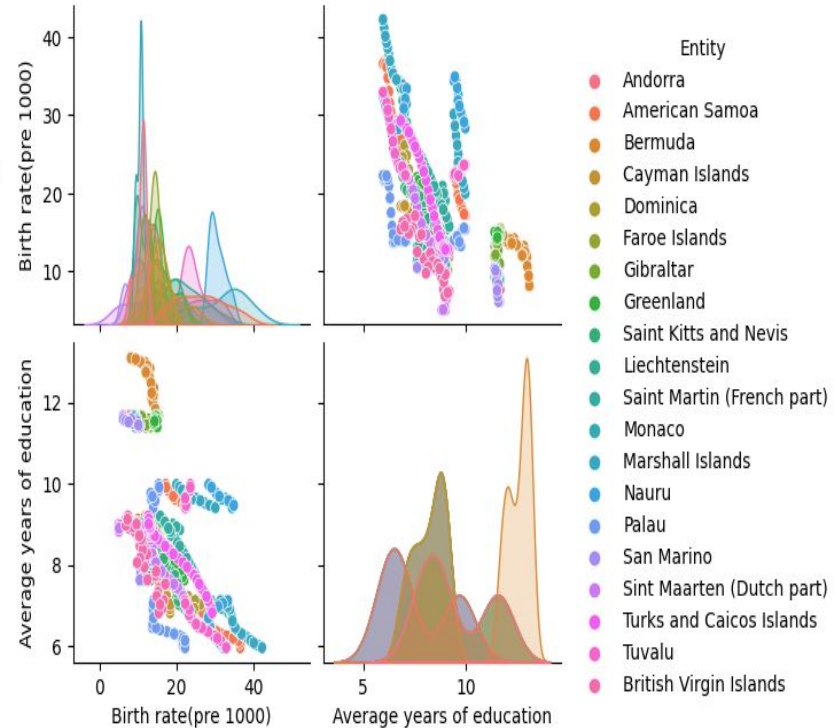 Birth rate(pre 1000)
40
30
20
10
Average years of education
12
10
8
6
0
20
40
Birth rate(pre 1000)
5
10
Average years of education
Entity
Andorra
American Samoa
Bermuda
Cayman Islands
Dominica
Faroe Islands
Gibraltar
Greenland
Saint Kitts and Nevis
Liechtenstein
Saint Martin (French part)
Monaco
Marshall Islands
Nauru
Palau
San Marino
Sint Maarten (Dutch part)
Turks and Caicos Islands
Tuvalu
British Virgin Islands